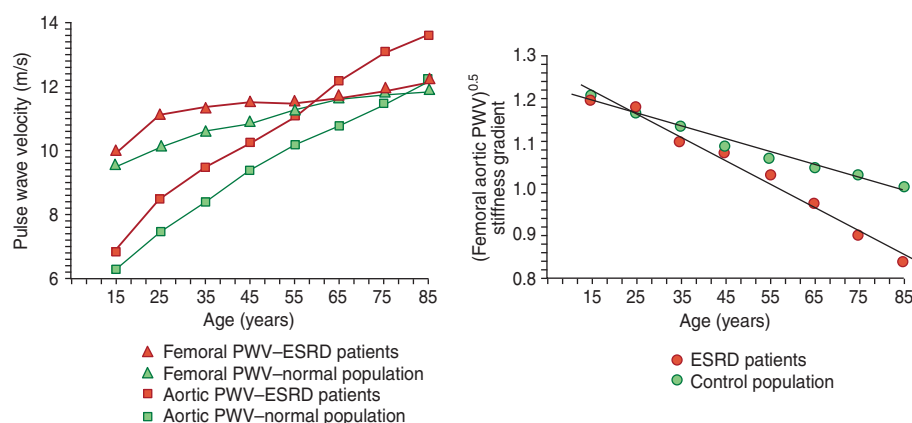 14
12
10
8
6
Pulse wave velocity (m/s)
15 25 35 45 55 65 75 85
Age (years)
Femoral PWV–ESRD patients
Femoral PWV–normal population
Aortic PWV–ESRD patients
Aortic PWV–normal population
1.3
1.2
1.1
1.0
0.9
0.8
(Femoral aortic PWV)0.5
stiffness gradient
15 25 35 45 55 65 75 85
Age (years)
ESRD patients
Control population